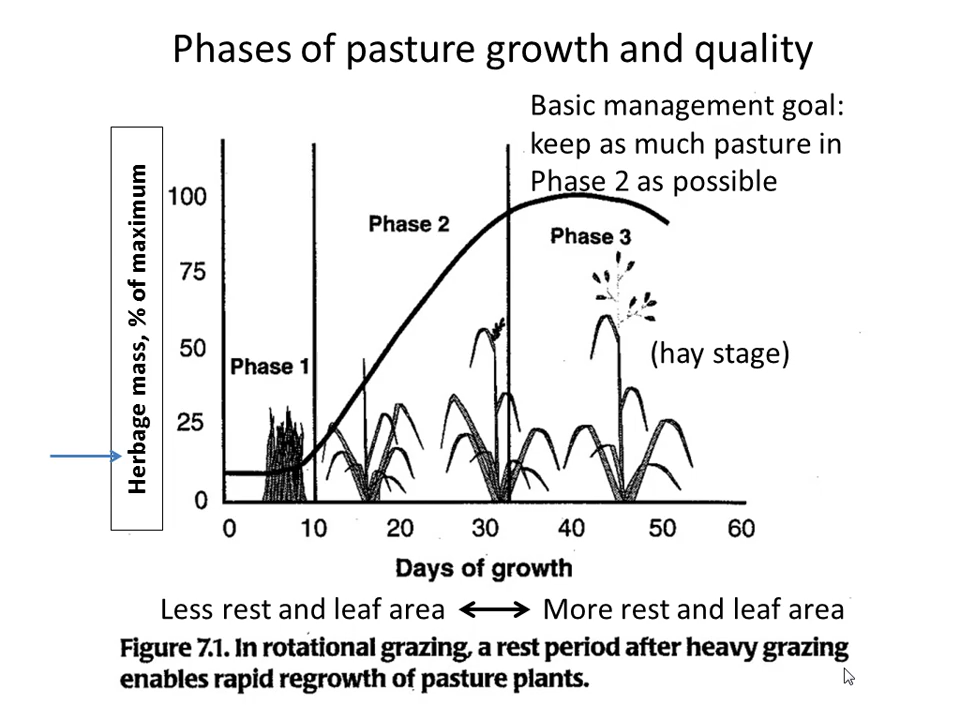 Phases of pasture growth and quality
Basic management goal:
keep as much pasture in
Phase 2 as possible
Herbage mass, % of maximum
100
75
50
25
0
Phase 1
Phase 2
Phase 3
(hay stage)
0 10 20 30 40 50 60
Days of growth
Less rest and leaf area
More rest and leaf area
Figure 7.1. In rotational grazing, a rest period after heavy grazing
enables rapid regrowth of pasture plants.